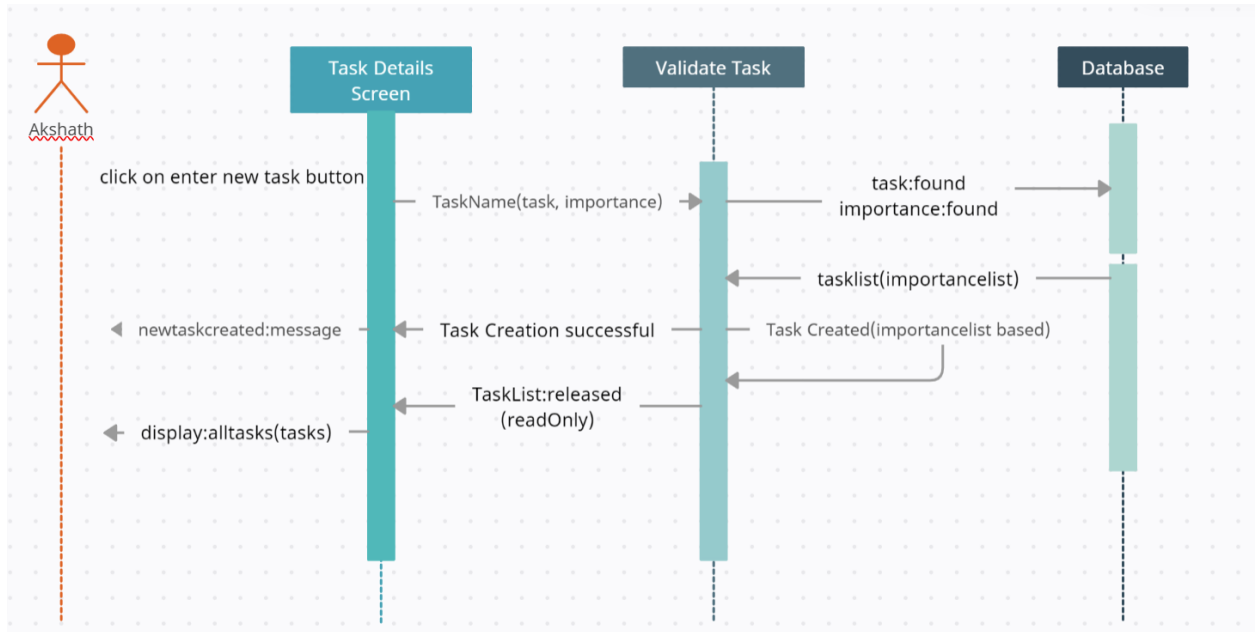 Task Details
Screen
Validate Task
Database
Akshath
click on enter new task button
TaskName(task, importance)
task:found
importance:found
tasklist(importancelist)
newtaskcreated:message
Task Creation successful
Task Created(importancelist based)
TaskList:released
(readOnly)
display:alltasks(tasks)